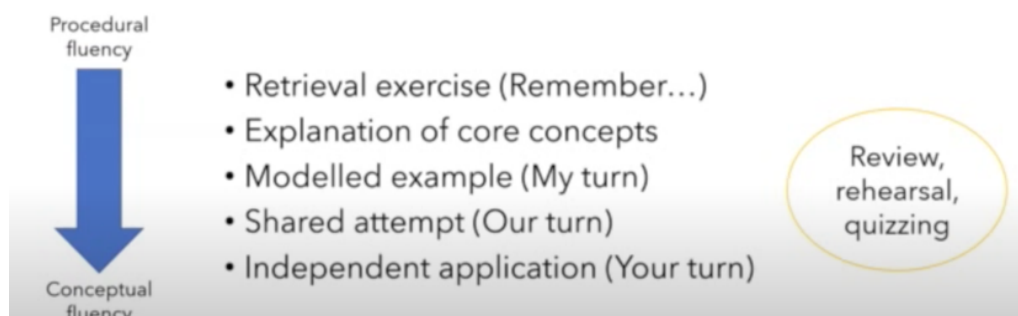 Procedural
fluency
• Retrieval exercise (Remember...)
• Explanation of core concepts
• Modelled example (My turn)
• Shared attempt (Our turn)
• Independent application (Your turn)
Review,
rehearsal,
quizzing
Conceptual
fluency